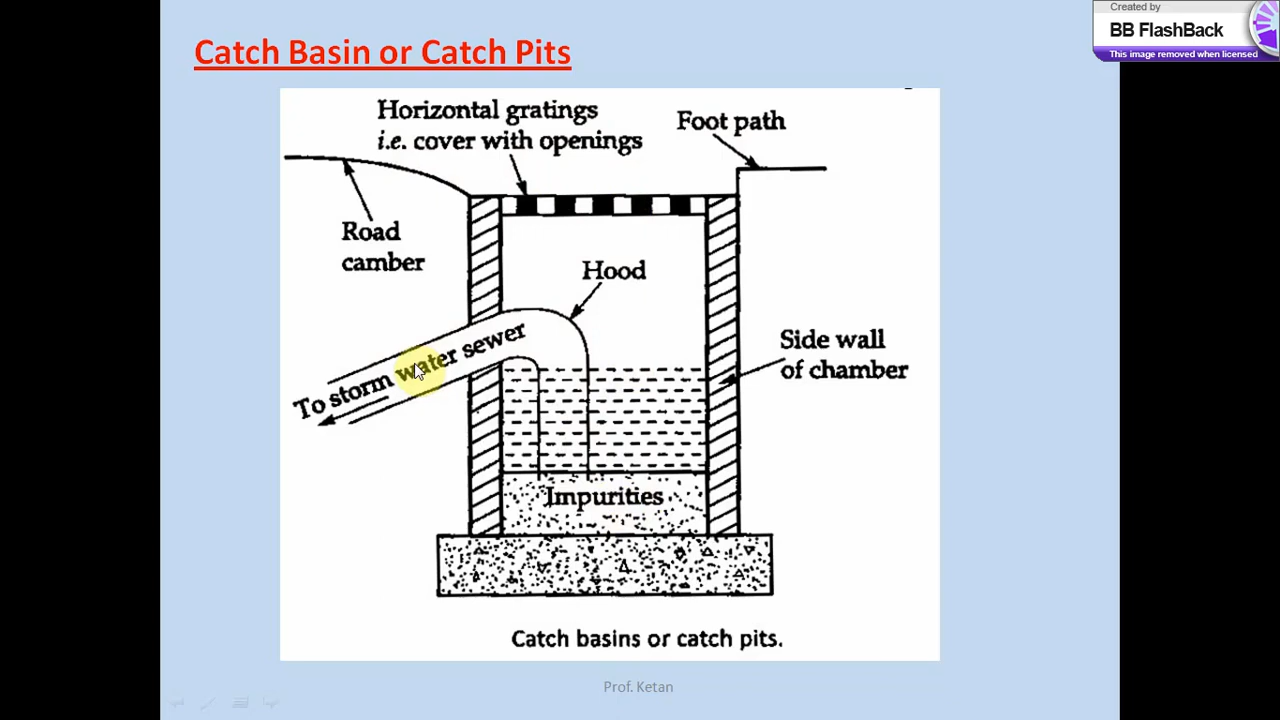 Created by
BB FlashBack
This image removed when licensed
Catch Basin or Catch Pits
Horizontal gratings
i.e. cover with openings
Foot path
Road
camber
Hood
To storm water sewer
Side wall
of chamber
Impurities
Catch basins or catch pits.
Prof. Ketan